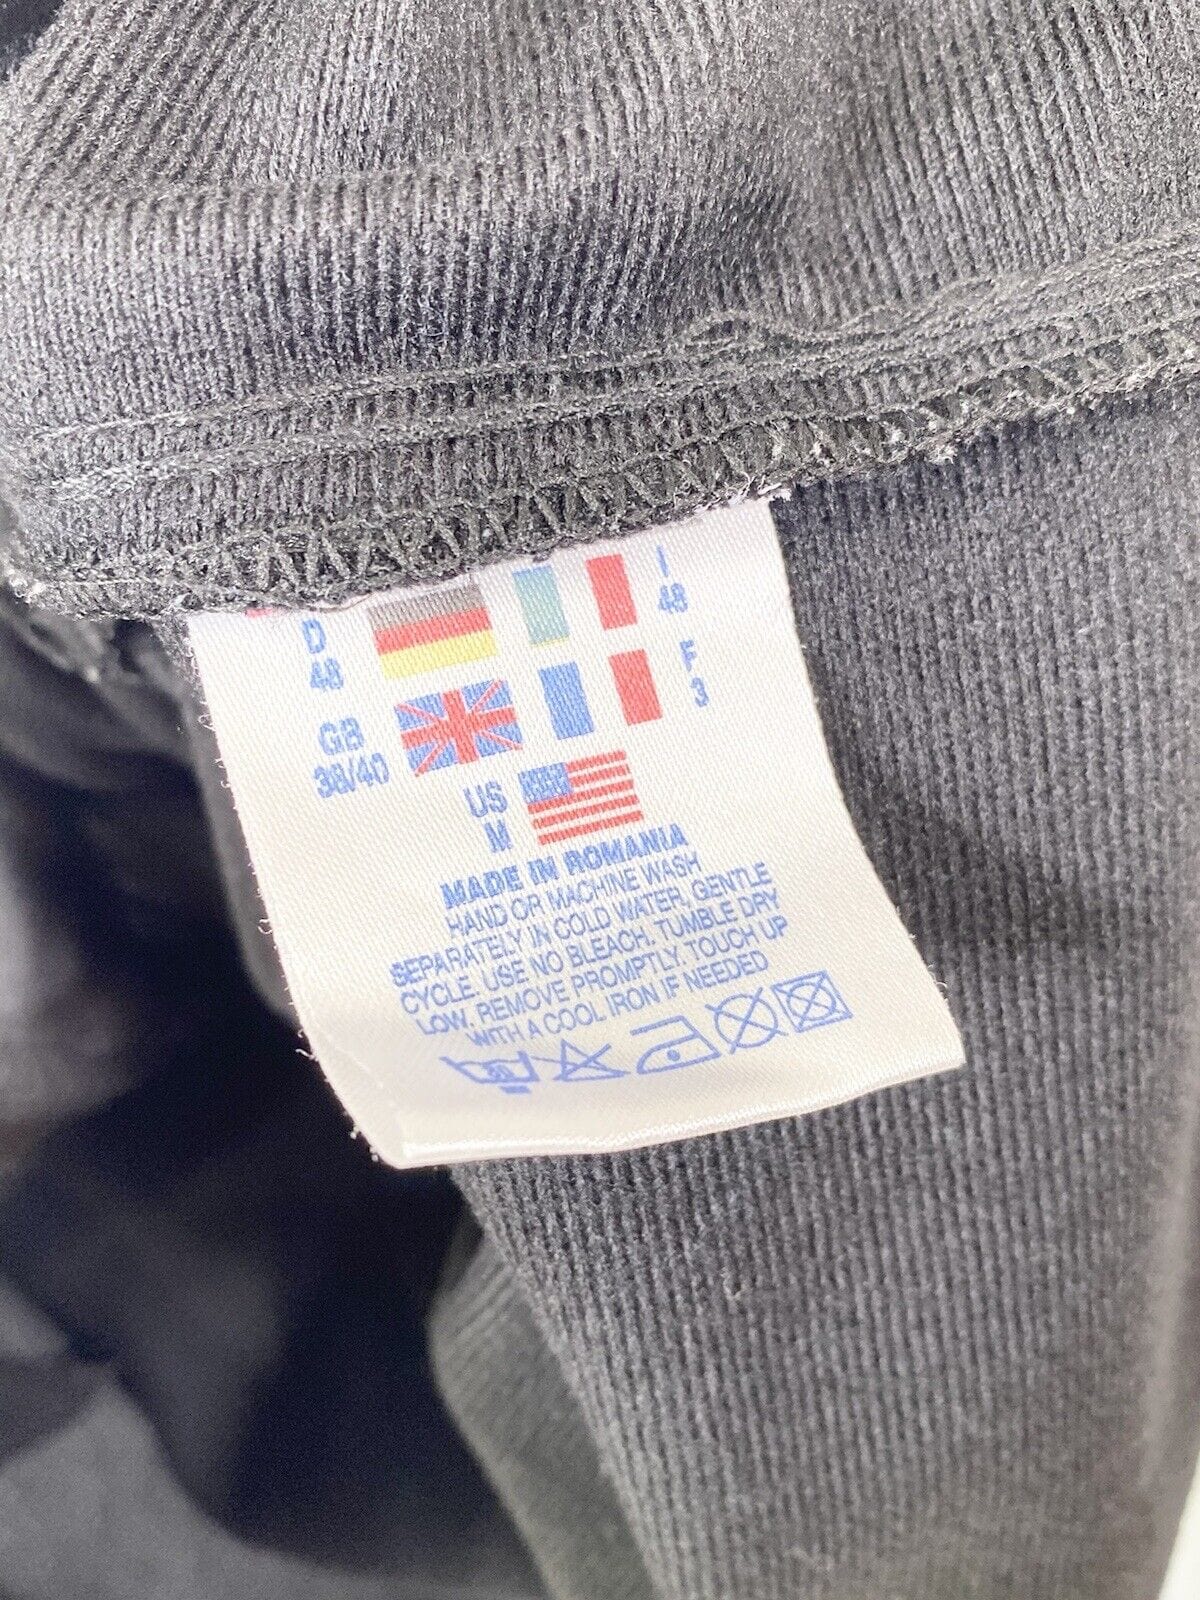 D
48
I
48
GB
38/40
F
3
US
M
MADE IN ROMANIA
HAND OR MACHINE WASH
SEPARATELY IN COLD WATER, GENTLE
CYCLE. USE NO BLEACH. TUMBLE DRY
LOW. REMOVE PROMPTLY. TOUCH UP
WITH A COOL IRON IF NEEDED